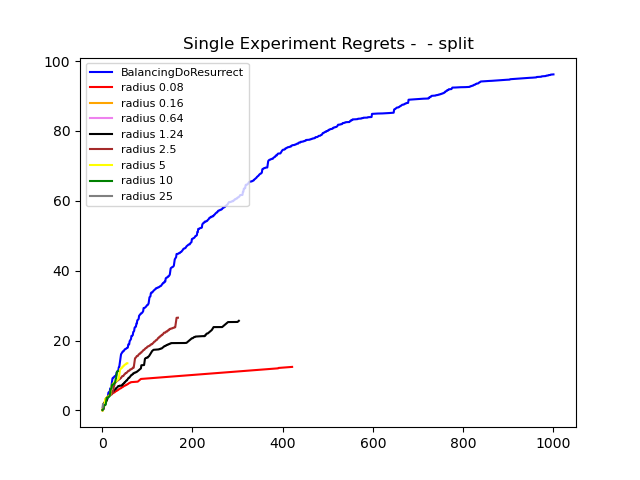 Single Experiment Regrets -  - split
100
80
60
40
20
0
BalancingDoResurrect
radius 0.08
radius 0.16
radius 0.64
radius 1.24
radius 2.5
radius 5
radius 10
radius 25
0 200 400 600 800 1000